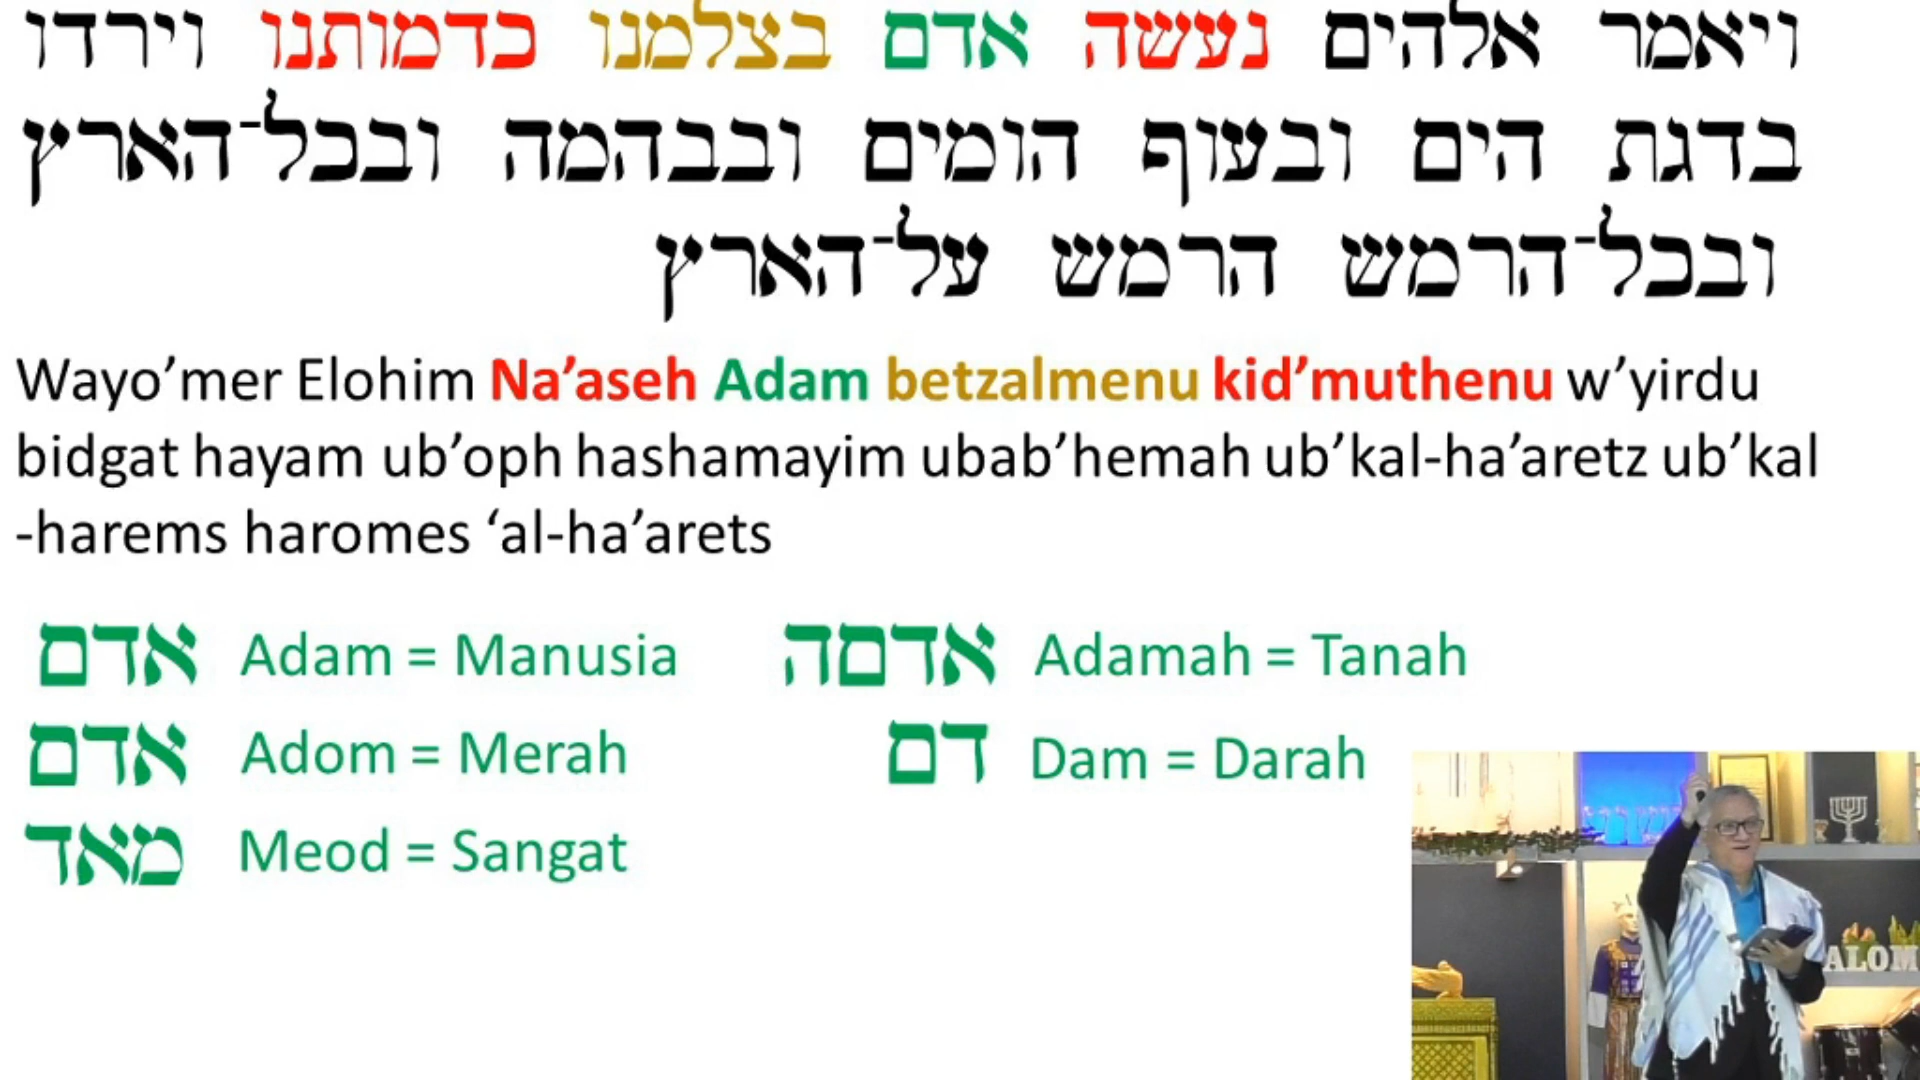 ויאמר אלהים נעשה אדם בצלמנו כדמותנו וירדו
בדגת הים ובעוף הומים ובבהמה ובכל־הארץ
ובכל־הרמש הרמש על־הארץ
Wayo’mer Elohim Na’aseh Adam betzalmenu kid’muthenu w’yirdu
bidgat hayam ub’oph hashamayim ubab’hemah ub’kal-ha’aretz ub’kal
-harems haromes ‘al-ha’arets
אדם Adam = Manusia
אדםה Adamah = Tanah
אדם Adom = Merah
דם Dam = Darah
מאד Meod = Sangat
ALOM